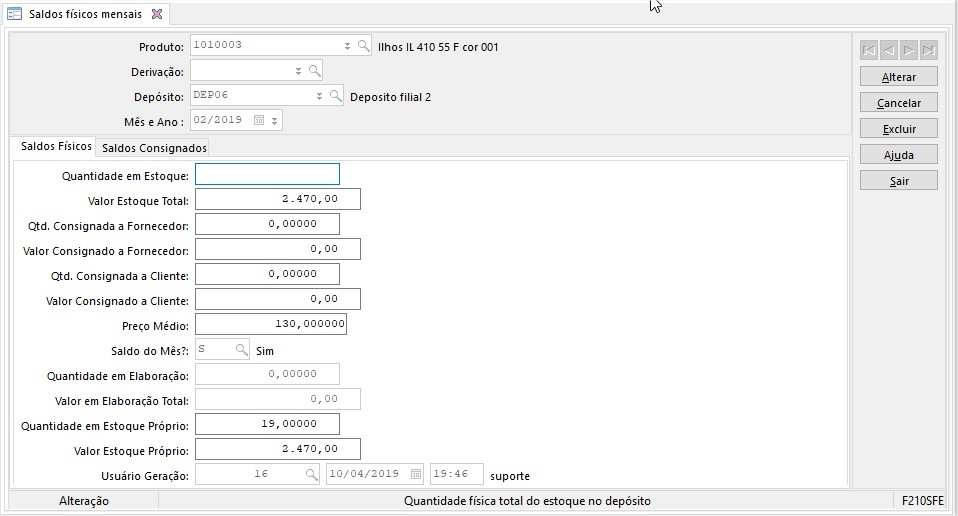 Saldos físicos mensais
Produto: 1010003 Ilhos IL 410 55 F cor 001
Derivação:
Depósito: DEP06 Deposito filial 2
Mês e Ano : 02/2019
Alterar
Cancelar
Excluir
Ajuda
Sair
Saldos Físicos Saldos Consignados
Quantidade em Estoque:
Valor Estoque Total: 2.470,00
Qtd. Consignada a Fornecedor: 0,00000
Valor Consignado a Fornecedor: 0,00
Qtd. Consignada a Cliente: 0,00000
Valor Consignado a Cliente: 0,00
Preço Médio: 130,000000
Saldo do Mês?: S Sim
Quantidade em Elaboração: 0,00000
Valor em Elaboração Total: 0,00
Quantidade em Estoque Próprio: 19,00000
Valor Estoque Próprio: 2.470,00
Usuário Geração: 16 10/04/2019 19:46 suporte
Alteração Quantidade física total do estoque no depósito F210SFE